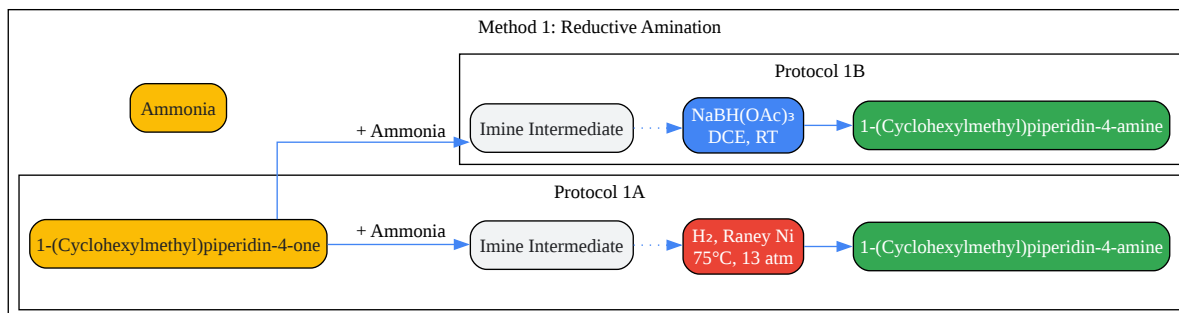 Method 1: Reductive Amination
Protocol 1B
Ammonia
+ Ammonia
Imine Intermediate
NaBH(OAc)₃
DCE, RT
1-(Cyclohexylmethyl)piperidin-4-amine
Protocol 1A
1-(Cyclohexylmethyl)piperidin-4-one
+ Ammonia
Imine Intermediate
H₂, Raney Ni
75°C, 13 atm
1-(Cyclohexylmethyl)piperidin-4-amine